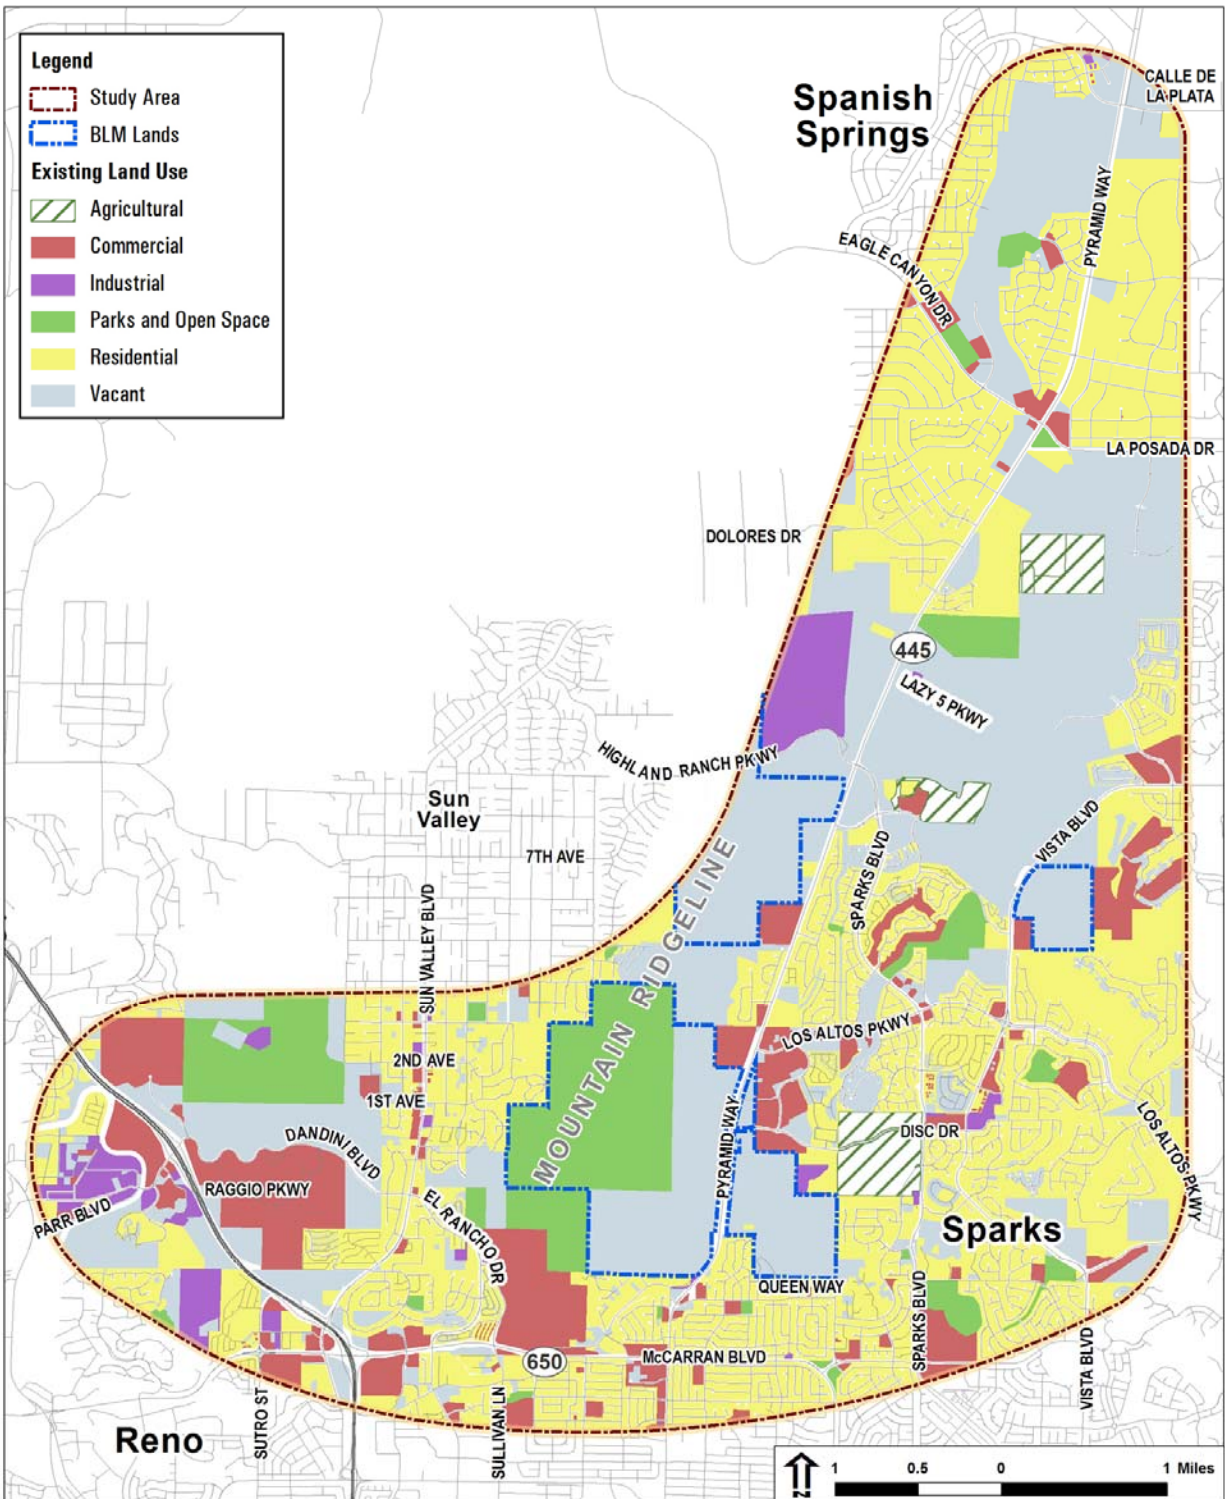 Legend
Study Area
BLM Lands
Existing Land Use
Agricultural
Commercial
Industrial
Parks and Open Space
Residential
Vacant
Spanish
Springs
CALLE DE
LA PLATA
PYRAMID WAY
EAGLE CANYON DR
LA POSADA DR
DOLORES DR
445
LAZY 5 PKWY
HIGHLAND RANCH PKWY
Sun
Valley
7TH AVE
VISTA BLVD
SPARKS BLVD
SUN VALLEY BLVD
MOUNTAIN RIDGELINE
LOS ALTOS PKWY
2ND AVE
1ST AVE
DANDINI BLVD
DISC DR
LOS ALTOS PKWY
PYRAMID WAY
RAGGIO PKWY
PARR BLVD
EL RANCHO DR
Sparks
QUEEN WAY
SPARKS BLVD
McCARRAN BLVD
650
VISTA BLVD
SUTRO ST
SULLIVAN LN
Reno
N
1 0.5 0 1 Miles